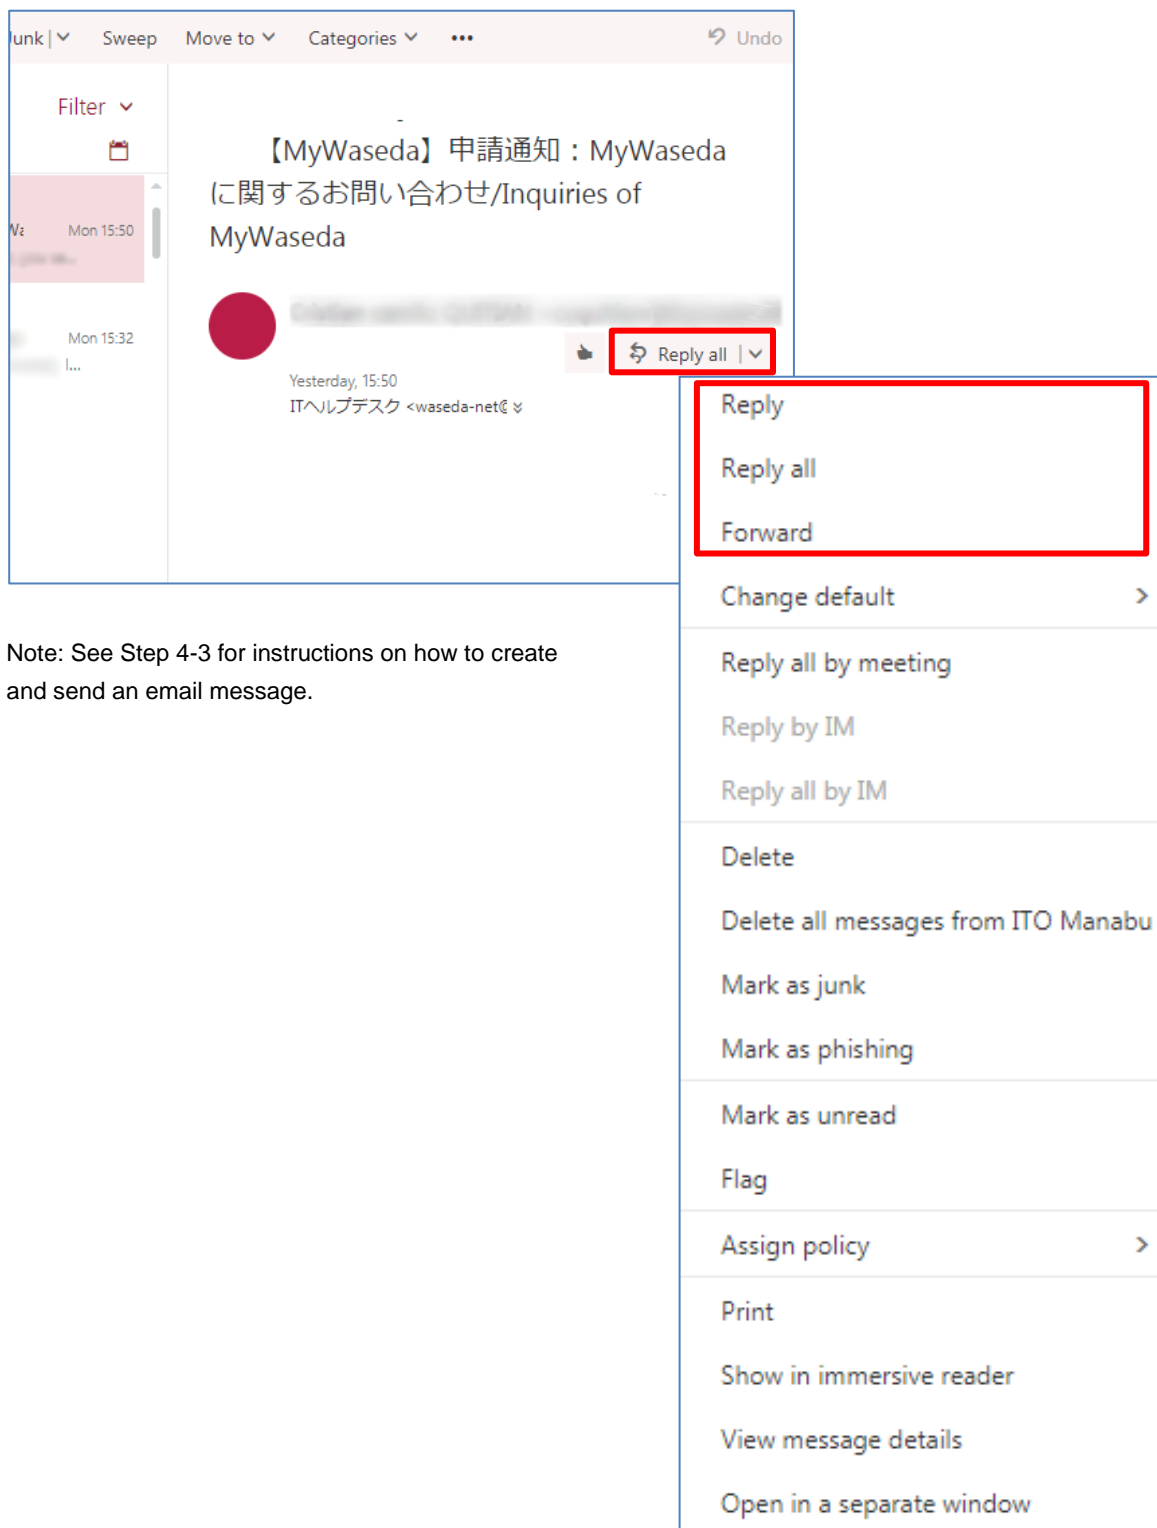 Junk | Sweep Move to Categories ••• Undo
Filter
【MyWaseda】申請通知：MyWaseda
に関するお問い合わせ/Inquiries of
MyWaseda
Mon 15:50
Mon 15:32
Reply all
Yesterday, 15:50
ITヘルプデスク <waseda-net@
Reply
Reply all
Forward
Change default
Reply all by meeting
Reply by IM
Reply all by IM
Delete
Delete all messages from ITO Manabu
Mark as junk
Mark as phishing
Mark as unread
Flag
Assign policy
Print
Show in immersive reader
View message details
Open in a separate window
Note: See Step 4-3 for instructions on how to create
and send an email message.